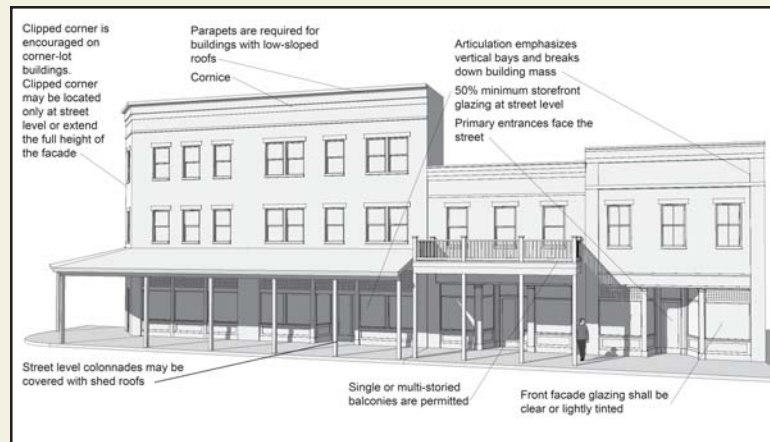 Clipped corner is
encouraged on
corner-lot
buildings.
Clipped corner
may be located
only at street
level or extend
the full height of
the facade
Parapets are required for
buildings with low-sloped
roofs
Cornice
Articulation emphasizes
vertical bays and breaks
down building mass
50% minimum storefront
glazing at street level
Primary entrances face the
street
Street level colonnades may be
covered with shed roofs
Single or multi-storied
balconies are permitted
Front facade glazing shall be
clear or lightly tinted